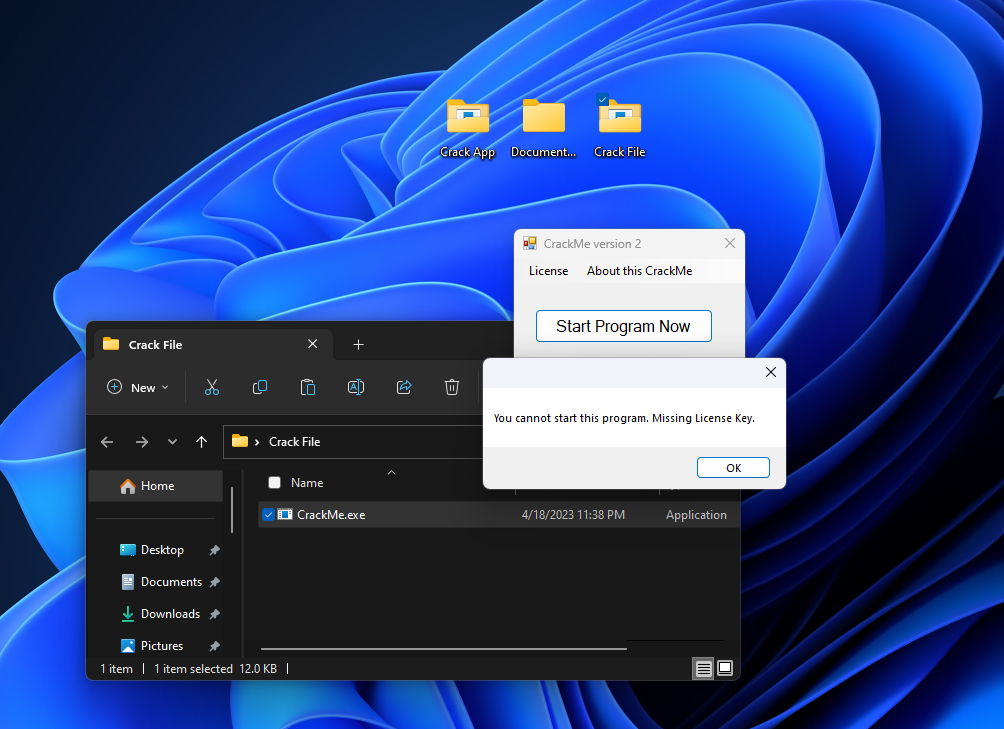 Crack App
Document...
Crack File
CrackMe version 2
License About this CrackMe
Start Program Now
You cannot start this program. Missing License Key.
OK
Crack File
New
Crack File
Name
Home
CrackMe.exe 4/18/2023 11:38 PM Application
Desktop
Documents
Downloads
Pictures
1 item 1 item selected 12.0 KB